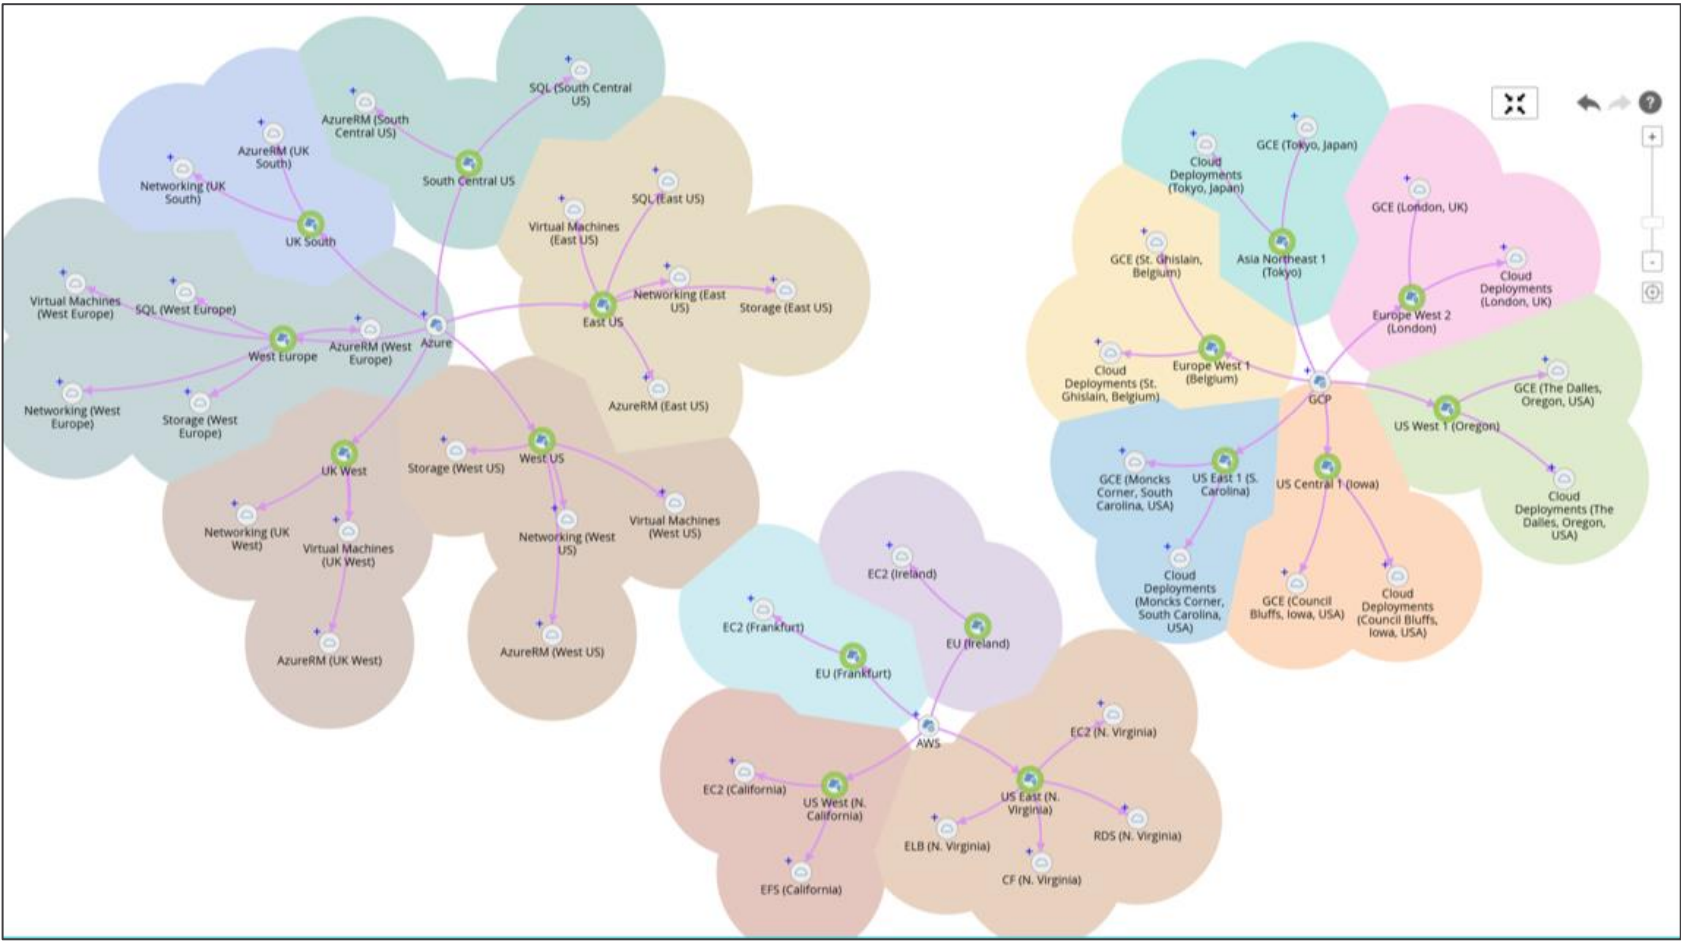 SQL (South Central
US)
AzureRM (South
Central US)
South Central US
AzureRM (UK
South)
Networking (UK
South)
UK South
SQL (East US)
Virtual Machines
(East US)
Networking (East
US)
Storage (East US)
East US
AzureRM (East US)
Azure
Virtual Machines
(West Europe)
SQL (West Europe)
West Europe
AzureRM (West
Europe)
Networking (West
Europe)
Storage (West
Europe)
UK West
Networking (UK
West)
Virtual Machines
(UK West)
AzureRM (UK West)
Storage (West US)
West US
Networking (West
US)
Virtual Machines
(West US)
AzureRM (West US)
EC2 (Ireland)
EU (Ireland)
EC2 (Frankfurt)
EU (Frankfurt)
AWS
EC2 (California)
US West (N.
California)
EFS (California)
EC2 (N. Virginia)
US East (N.
Virginia)
RDS (N. Virginia)
ELB (N. Virginia)
CF (N. Virginia)
GCE (Tokyo, Japan)
Cloud
Deployments
(Tokyo, Japan)
Asia Northeast 1
(Tokyo)
GCE (London, UK)
Cloud
Deployments
(London, UK)
Europe West 2
(London)
GCE (St. Ghislain,
Belgium)
Europe West 1
(Belgium)
Cloud
Deployments (St.
Ghislain, Belgium)
GCP
GCE (The Dalles,
Oregon, USA)
US West 1 (Oregon)
Cloud
Deployments (The
Dalles, Oregon,
USA)
GCE (Moncks
Corner, South
Carolina, USA)
US East 1 (S.
Carolina)
Cloud
Deployments
(Moncks Corner,
South Carolina,
USA)
US Central 1 (Iowa)
GCE (Council
Bluffs, Iowa, USA)
Cloud
Deployments
(Council Bluffs,
Iowa, USA)
?
+
-